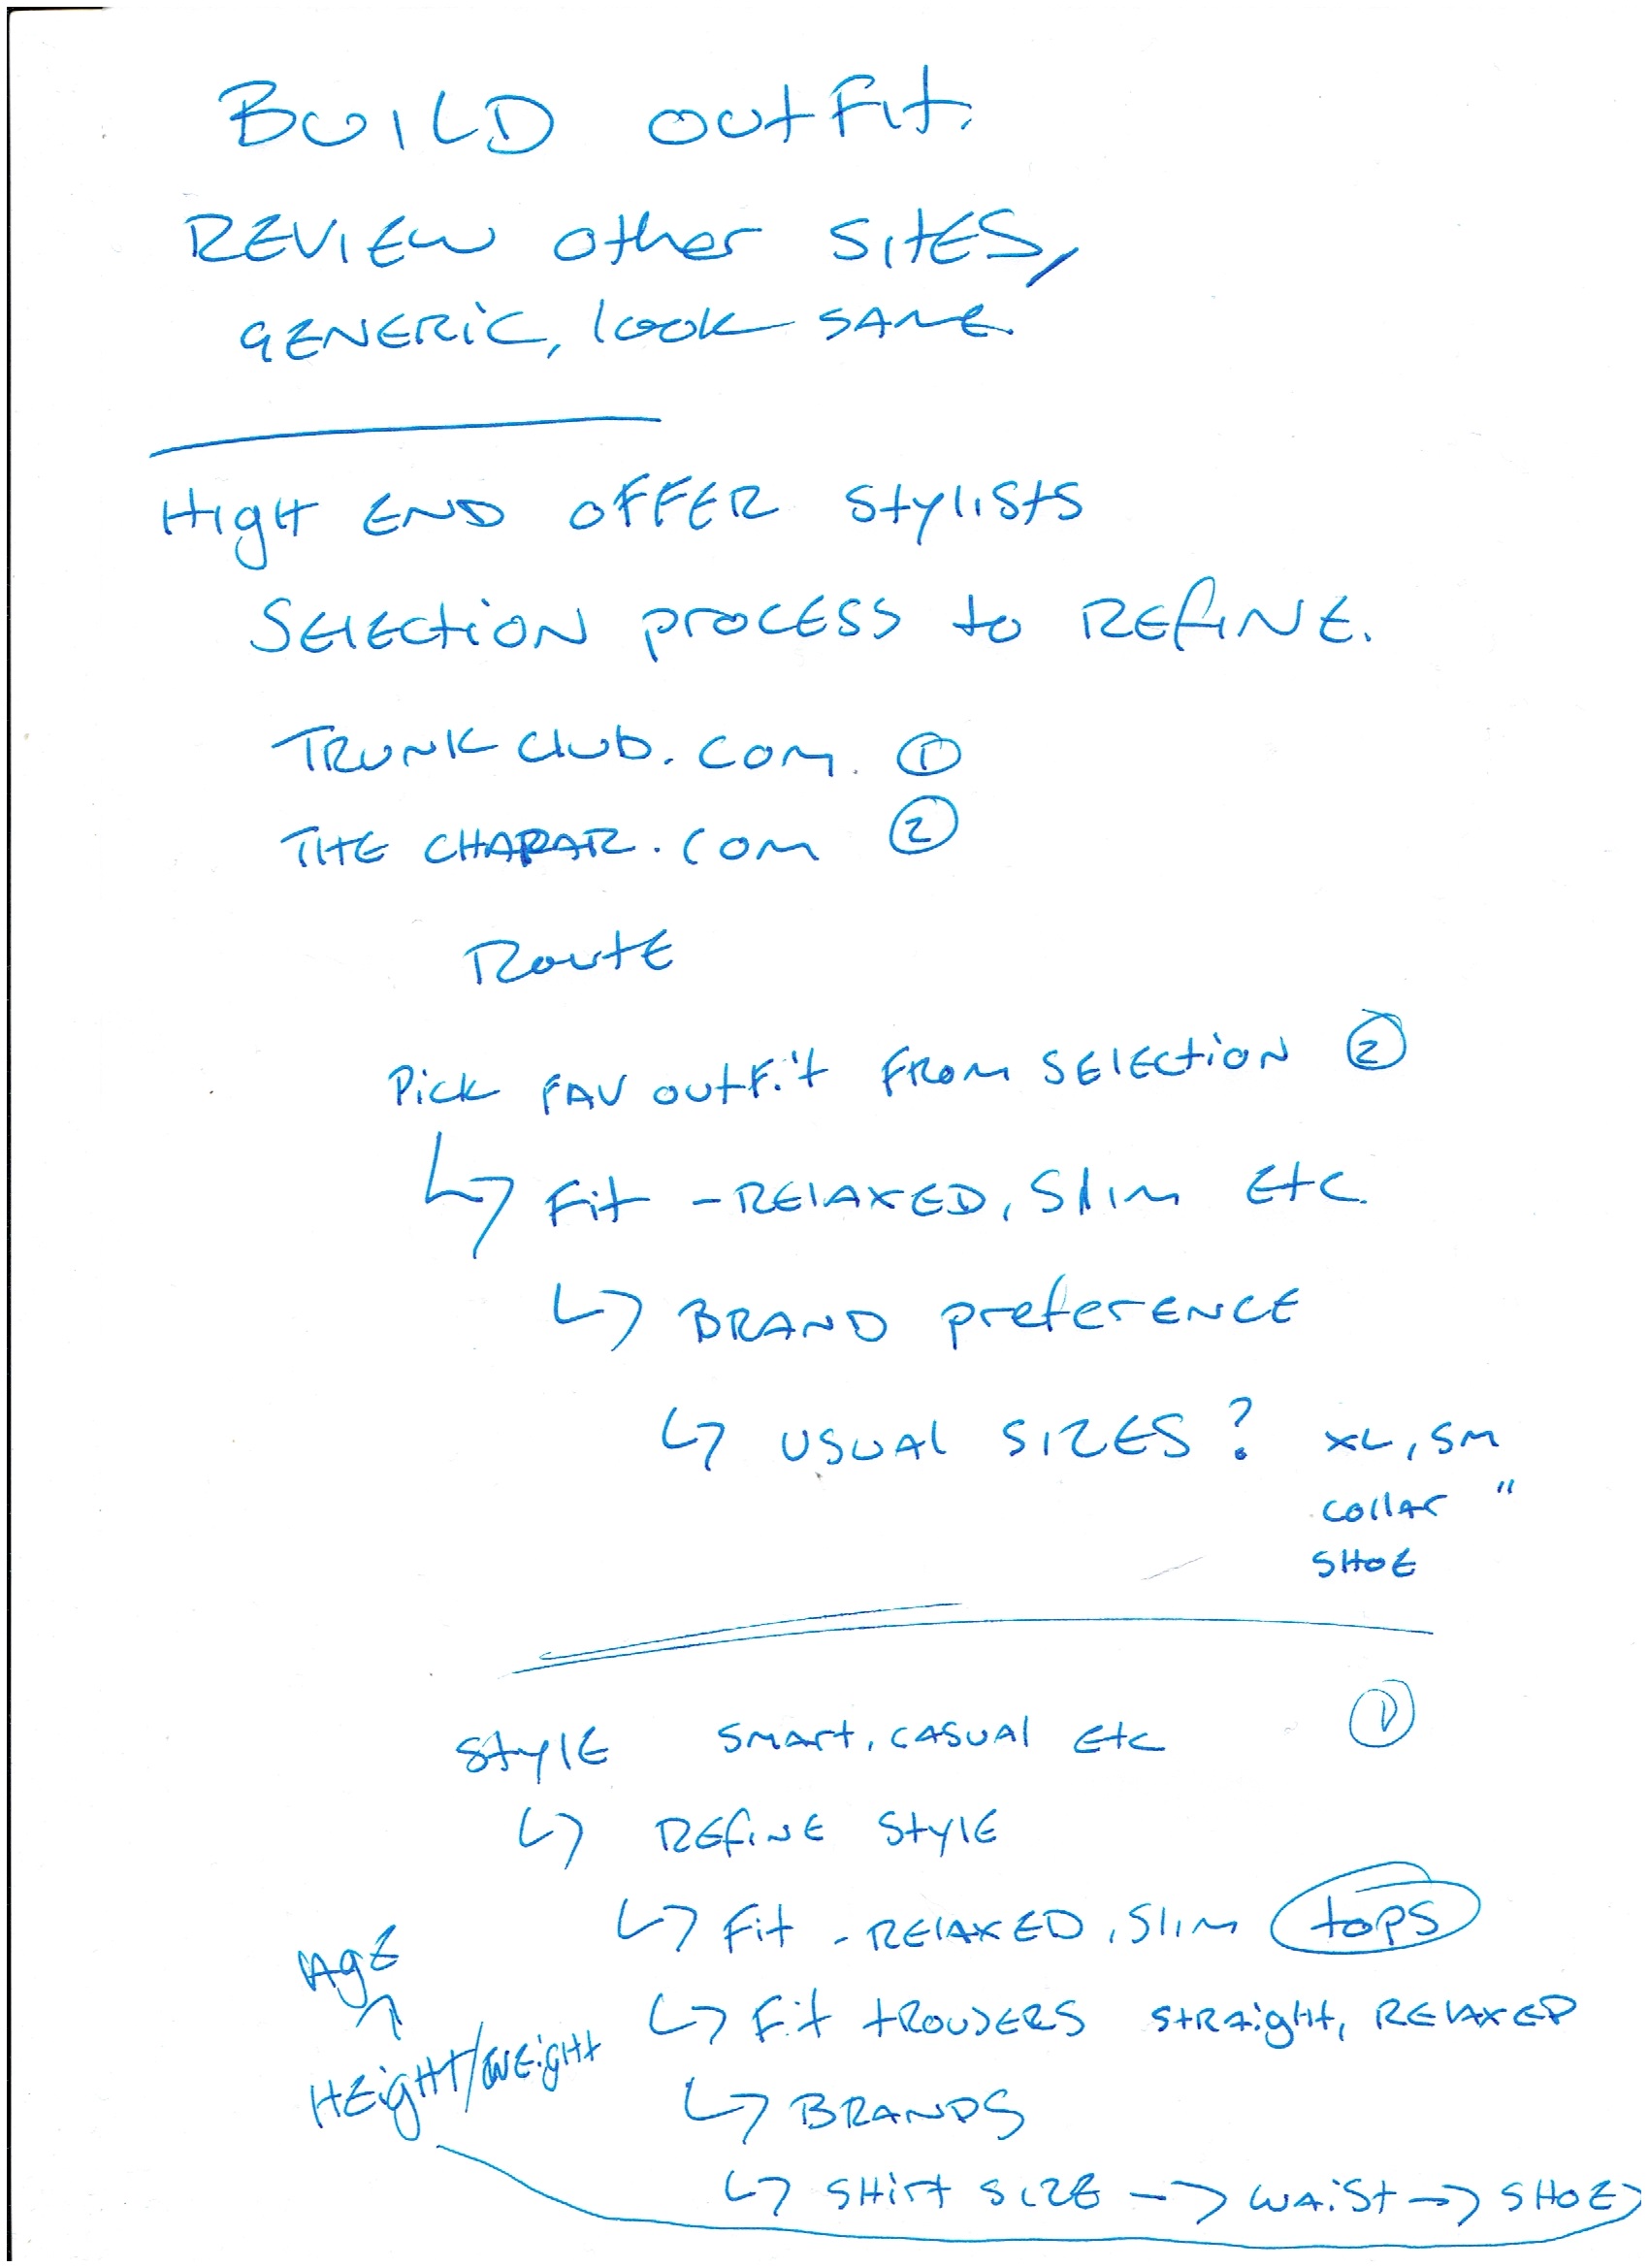 BUILD OUTFIT.
REVIEW other SITES,
GENERIC, look SAME
HIGH END OFFER Stylists
SELECTION PROCESS to REFINE.
TRUNK Club. com. ①
THE CHAPAR. COM ②
Route
Pick FAV OUTFit FROM SELECTION ②
↳ Fit - RELAXED, Slim Etc
↳ BRAND preference
↳ USUAL SIZES? XL, SM
Collar "
SHOE
Style Smart, CASUAL Etc ①
↳ REFINE Style
↳ Fit - RELAXED, Slim tops
AGE
↳ Fit TROUSERS STRAIGHT, RELAXED
HEIGHT/WEIGHT
↳ BRANDS
↳ SHIRT SIZE → WAIST → SHOE